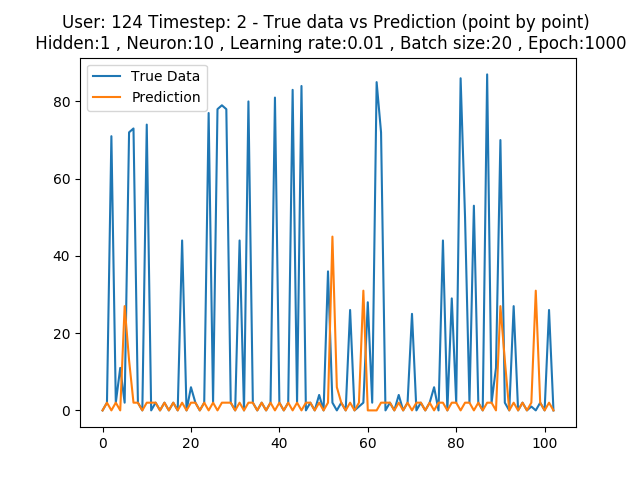 User: 124 Timestep: 2 - True data vs Prediction (point by point)
Hidden:1 , Neuron:10 , Learning rate:0.01 , Batch size:20 , Epoch:1000
True Data
Prediction
80
60
40
20
0
0 20 40 60 80 100